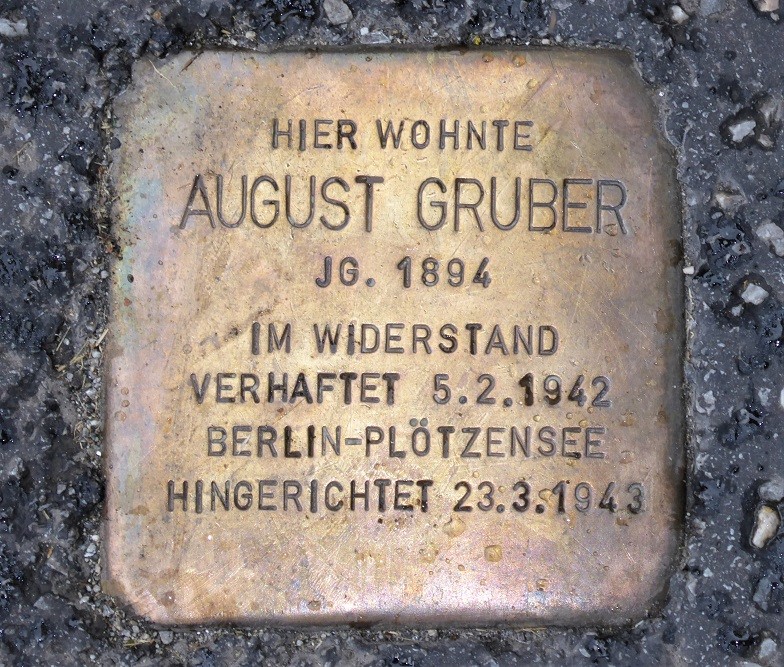 HIER WOHNTE
AUGUST GRUBER
JG. 1894
IM WIDERSTAND
VERHAFTET 5.2.1942
BERLIN-PLÖTZENSEE
HINGERICHTET 23.3.1943